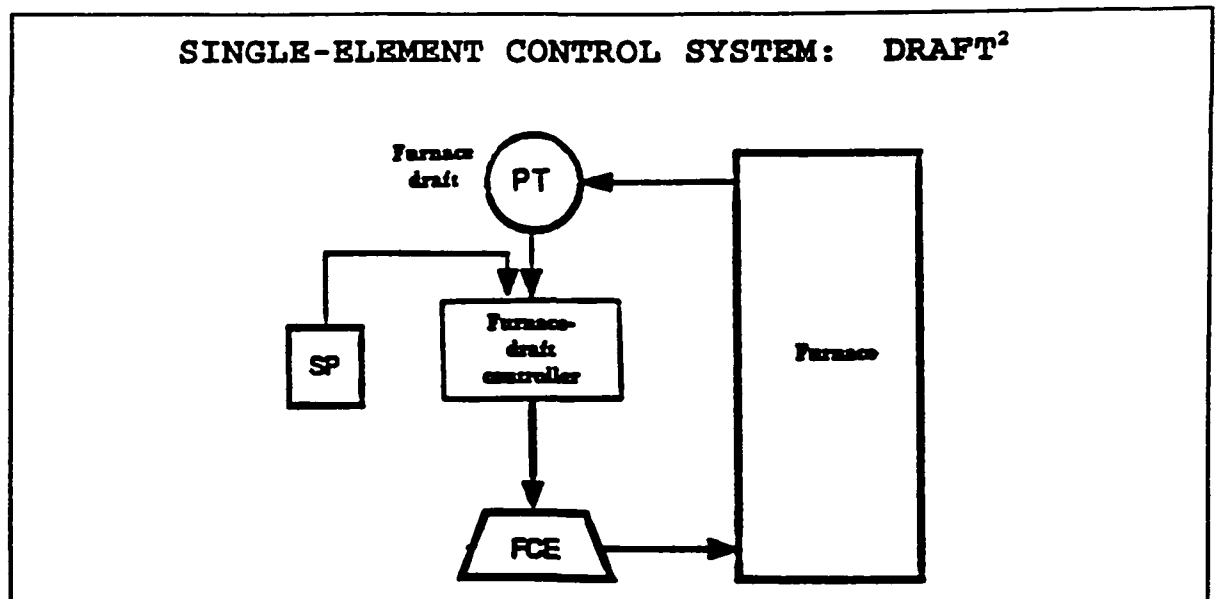 SINGLE-ELEMENT CONTROL SYSTEM: DRAFT²
Furnace
draft
PT
SP
Furnace-
draft
controller
Furnace
FCE